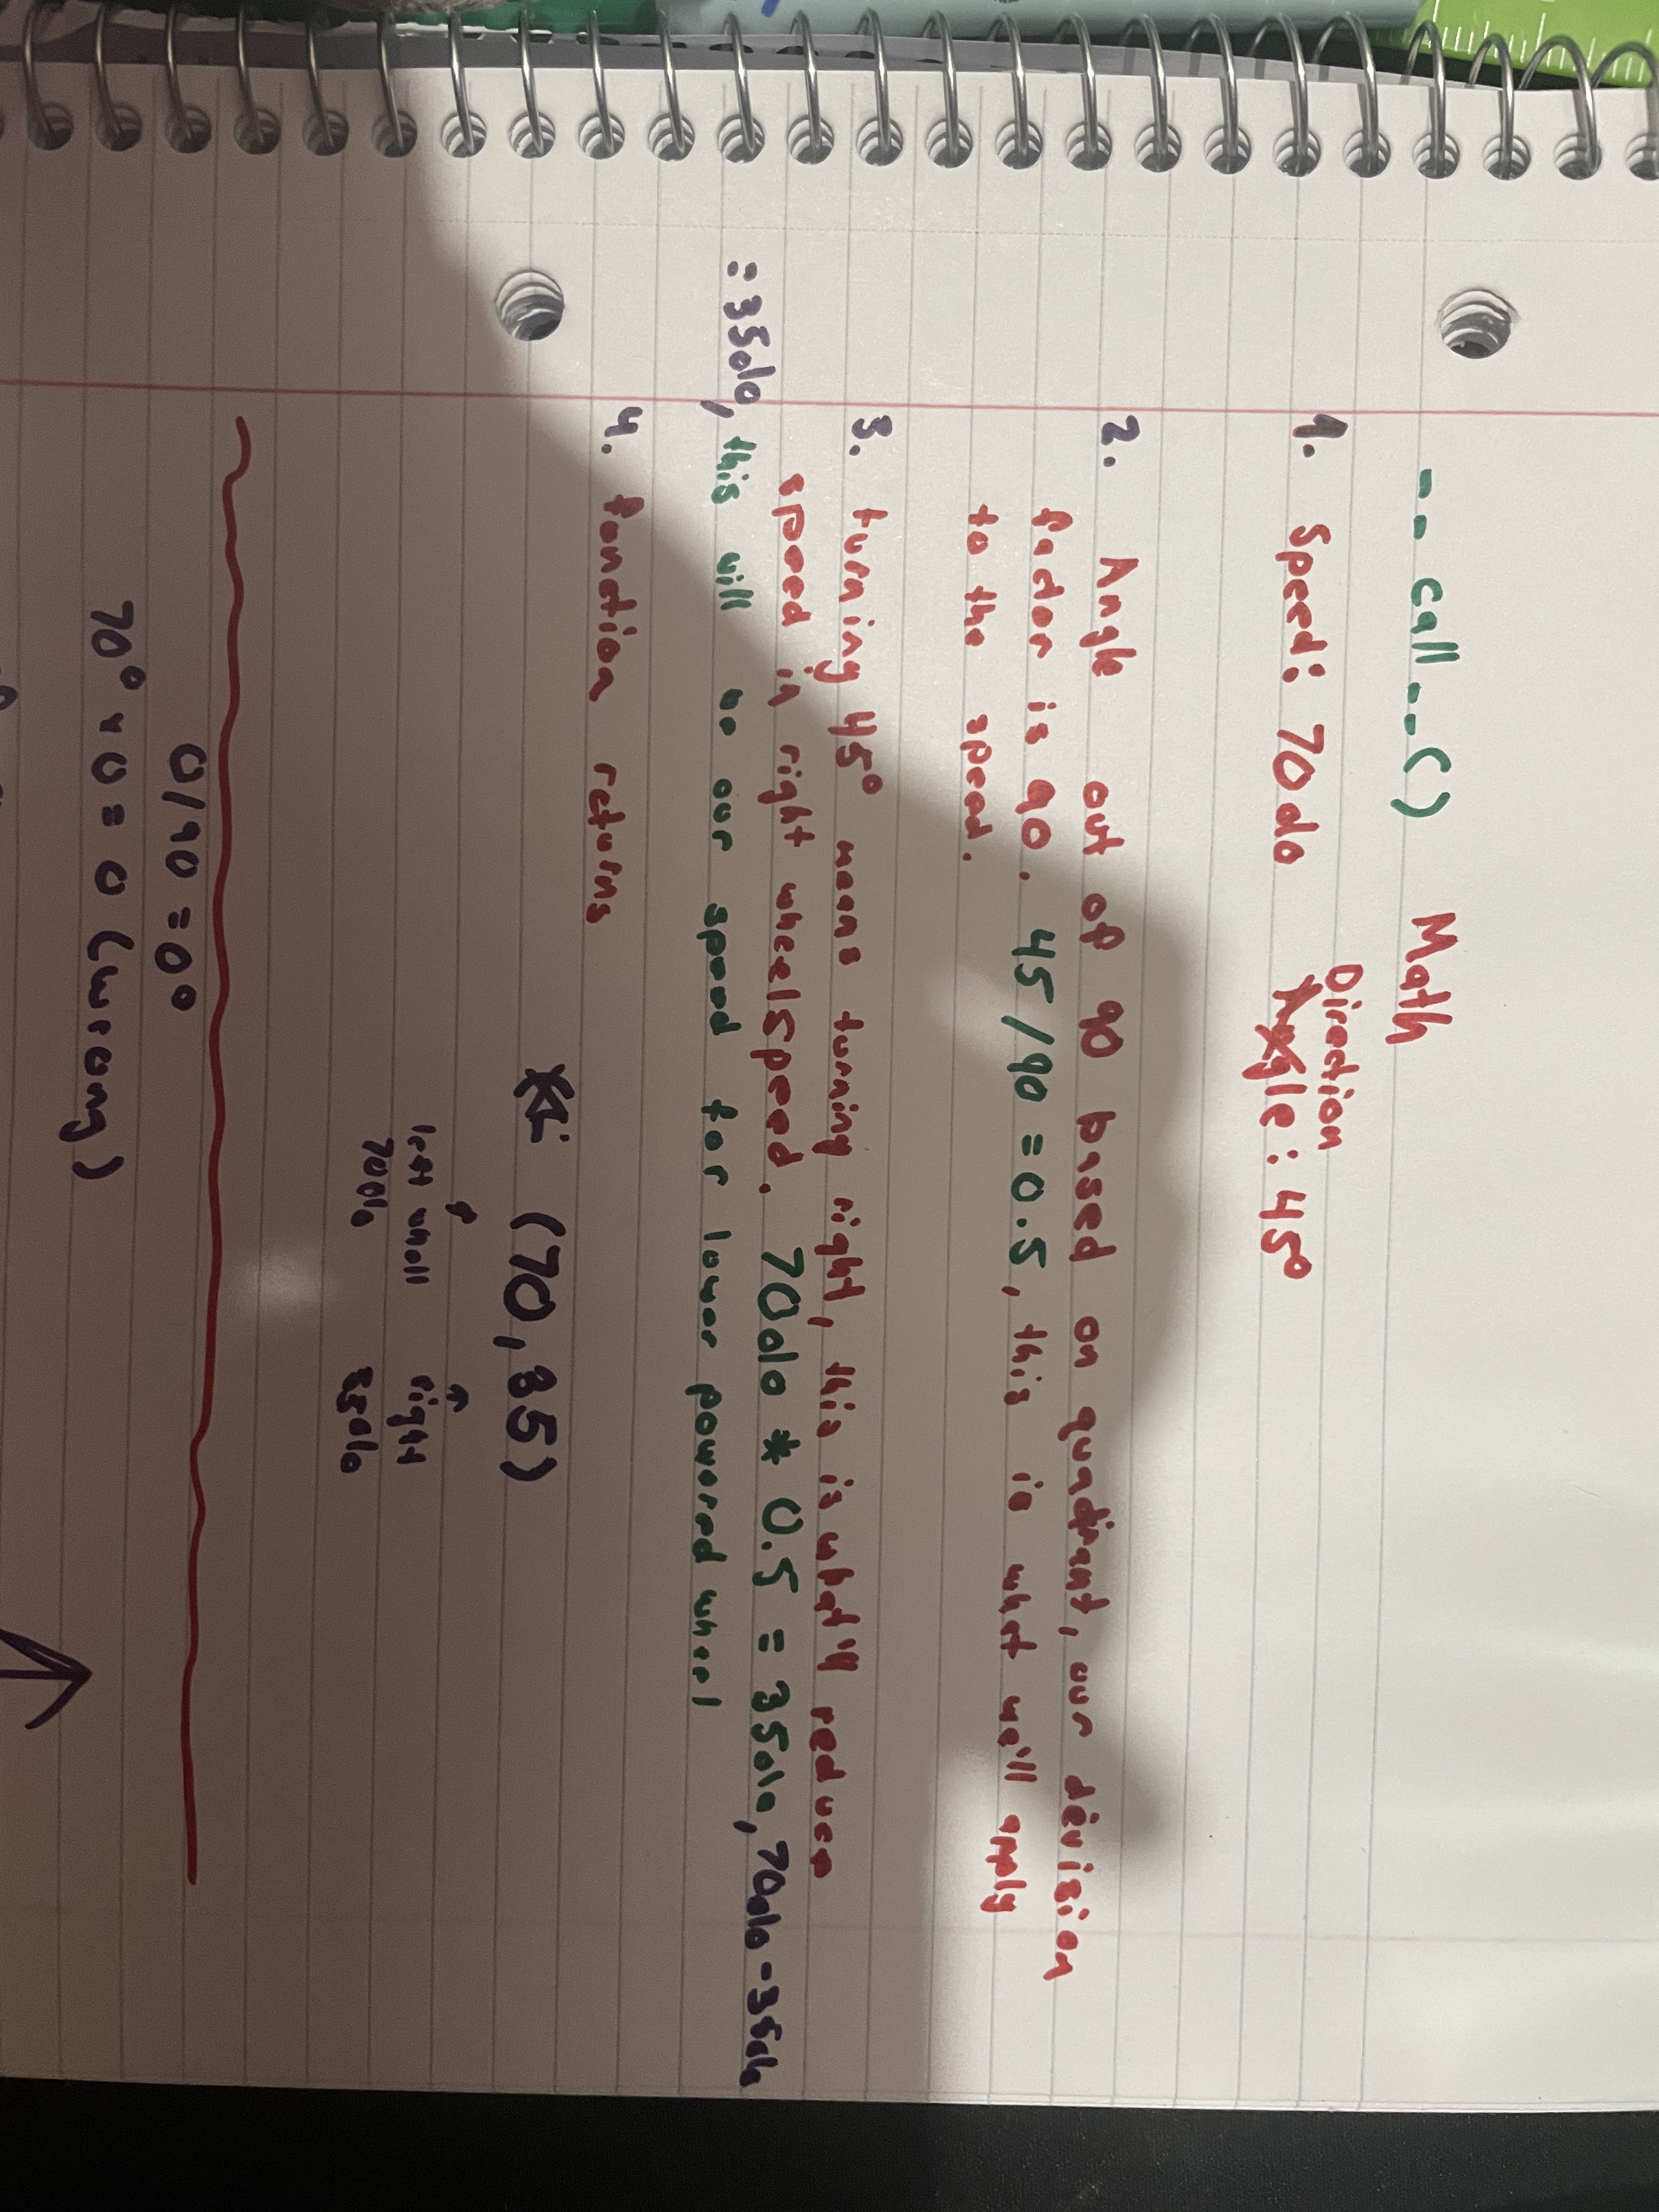 __call__() Math
1. Speed: 70% Direction
Angle: 45°
2. Angle out of 90 based on quadrant, our devision
factor is 90. 45/90 = 0.5, this is what we'll apply
to the speed.
3. turning 45° means turning right, this is what'll reduce
speed in right wheel speed. 70% * 0.5 = 35%, 70% - 35%
= 35%, this will be our speed for lower powered wheel
4. function returns
(70, 35)
left wheel right
70% 35%
0/90 = 0°
70° x 0 = 0 (wrong)